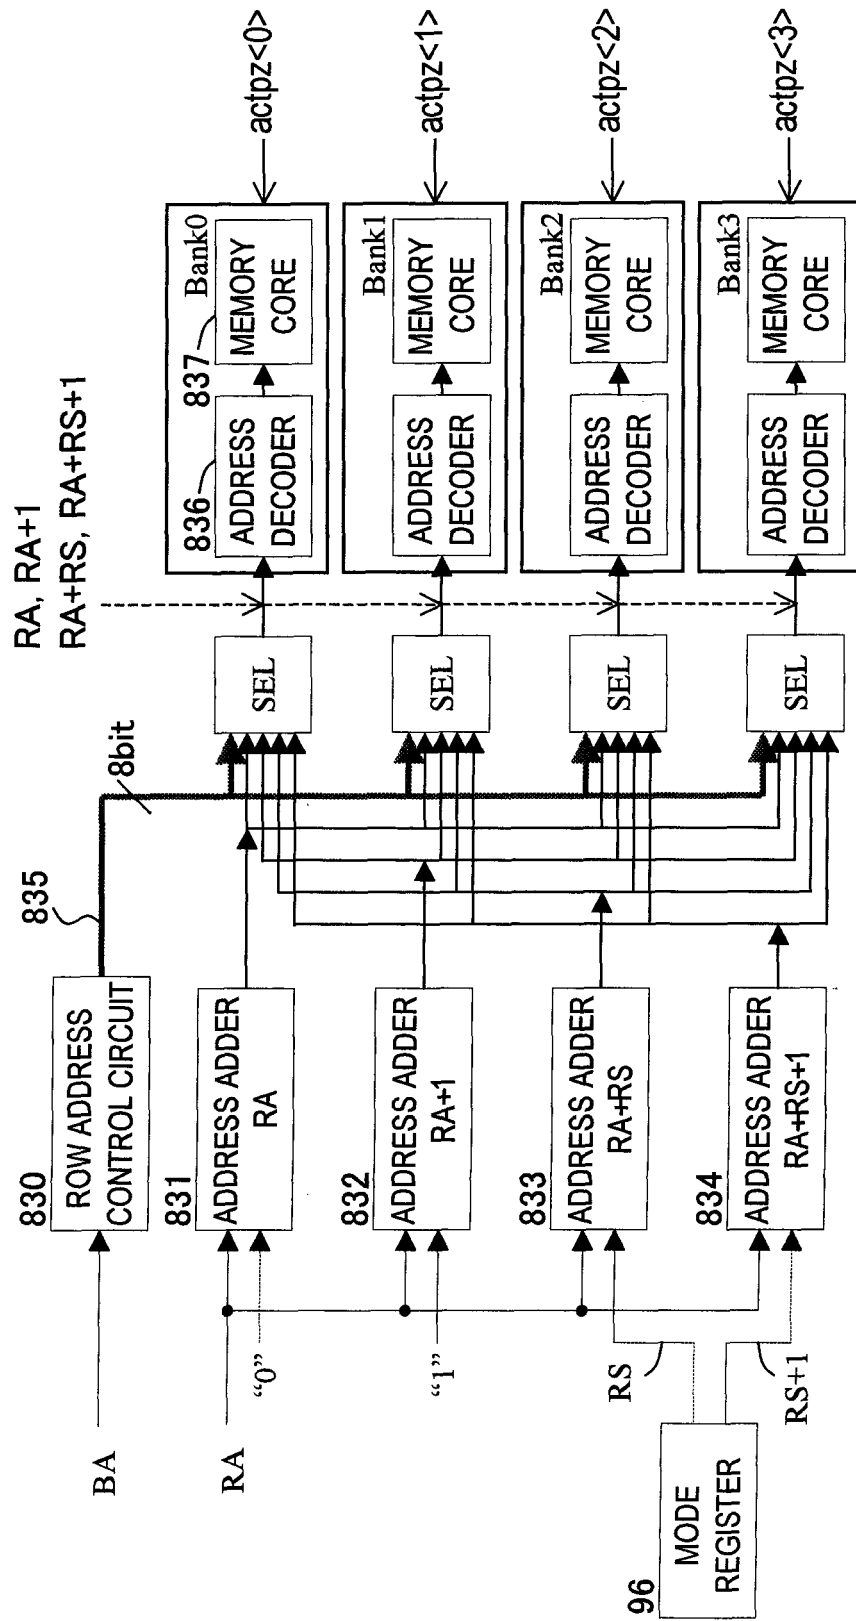 BA
RA
"0"
"1"
RS
RS+1
96
MODE
REGISTER
830
ROW ADDRESS
CONTROL CIRCUIT
831
ADDRESS ADDER
RA
832
ADDRESS ADDER
RA+1
833
ADDRESS ADDER
RA+RS
834
ADDRESS ADDER
RA+RS+1
835
8bit
SEL
SEL
SEL
SEL
RA, RA+1
RA+RS, RA+RS+1
836
837
Bank0
ADDRESS
DECODER
MEMORY
CORE
actpz<0>
Bank1
ADDRESS
DECODER
MEMORY
CORE
actpz<1>
Bank2
ADDRESS
DECODER
MEMORY
CORE
actpz<2>
Bank3
ADDRESS
DECODER
MEMORY
CORE
actpz<3>